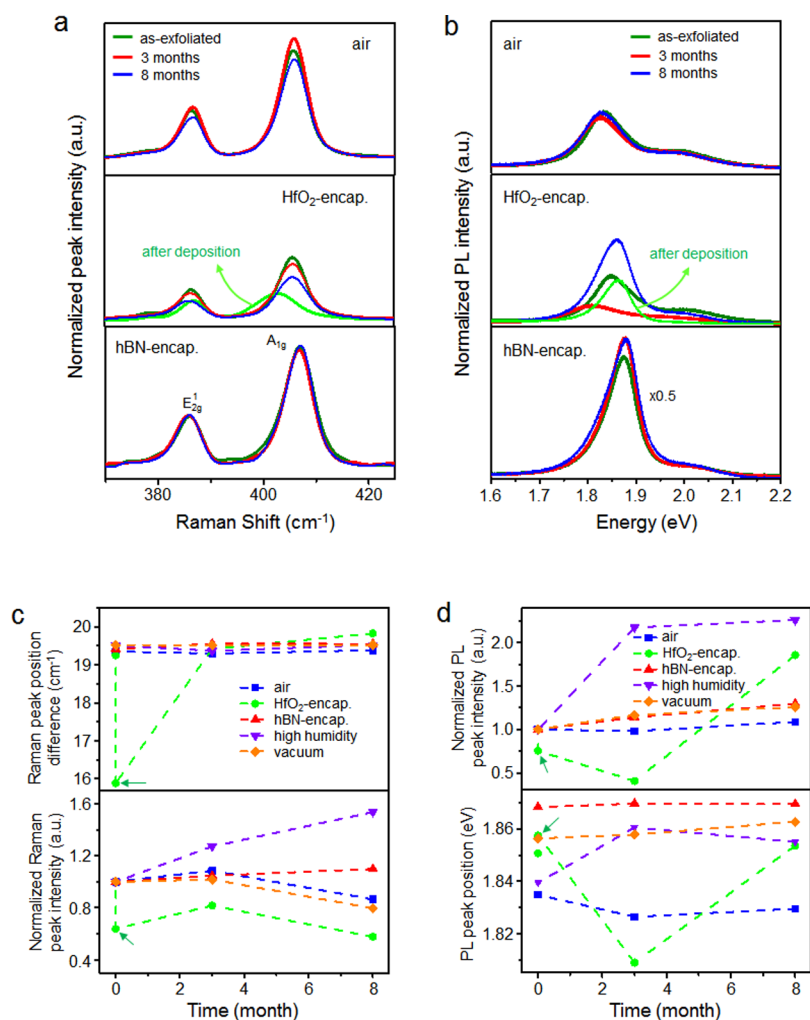 a
as-exfoliated
3 months
8 months
air
HfO₂-encap.
after deposition
hBN-encap.
A₁g
E¹₂g
Normalized peak intensity (a.u.)
380 400 420
Raman Shift (cm⁻¹)
b
as-exfoliated
3 months
8 months
air
HfO₂-encap.
after deposition
hBN-encap.
x0.5
Normalized PL intensity (a.u.)
1.6 1.7 1.8 1.9 2.0 2.1 2.2
Energy (eV)
c
20
19
18
17
16
Raman peak position
difference (cm⁻¹)
air
HfO₂-encap.
hBN-encap.
high humidity
vacuum
1.6
1.2
0.8
0.4
Normalized Raman
peak intensity (a.u.)
0 2 4 6 8
Time (month)
d
2.0
1.5
1.0
0.5
Normalized PL
peak intensity (a.u.)
air
HfO₂-encap.
hBN-encap.
high humidity
vacuum
1.86
1.84
1.82
PL peak position (eV)
0 2 4 6 8
Time (month)